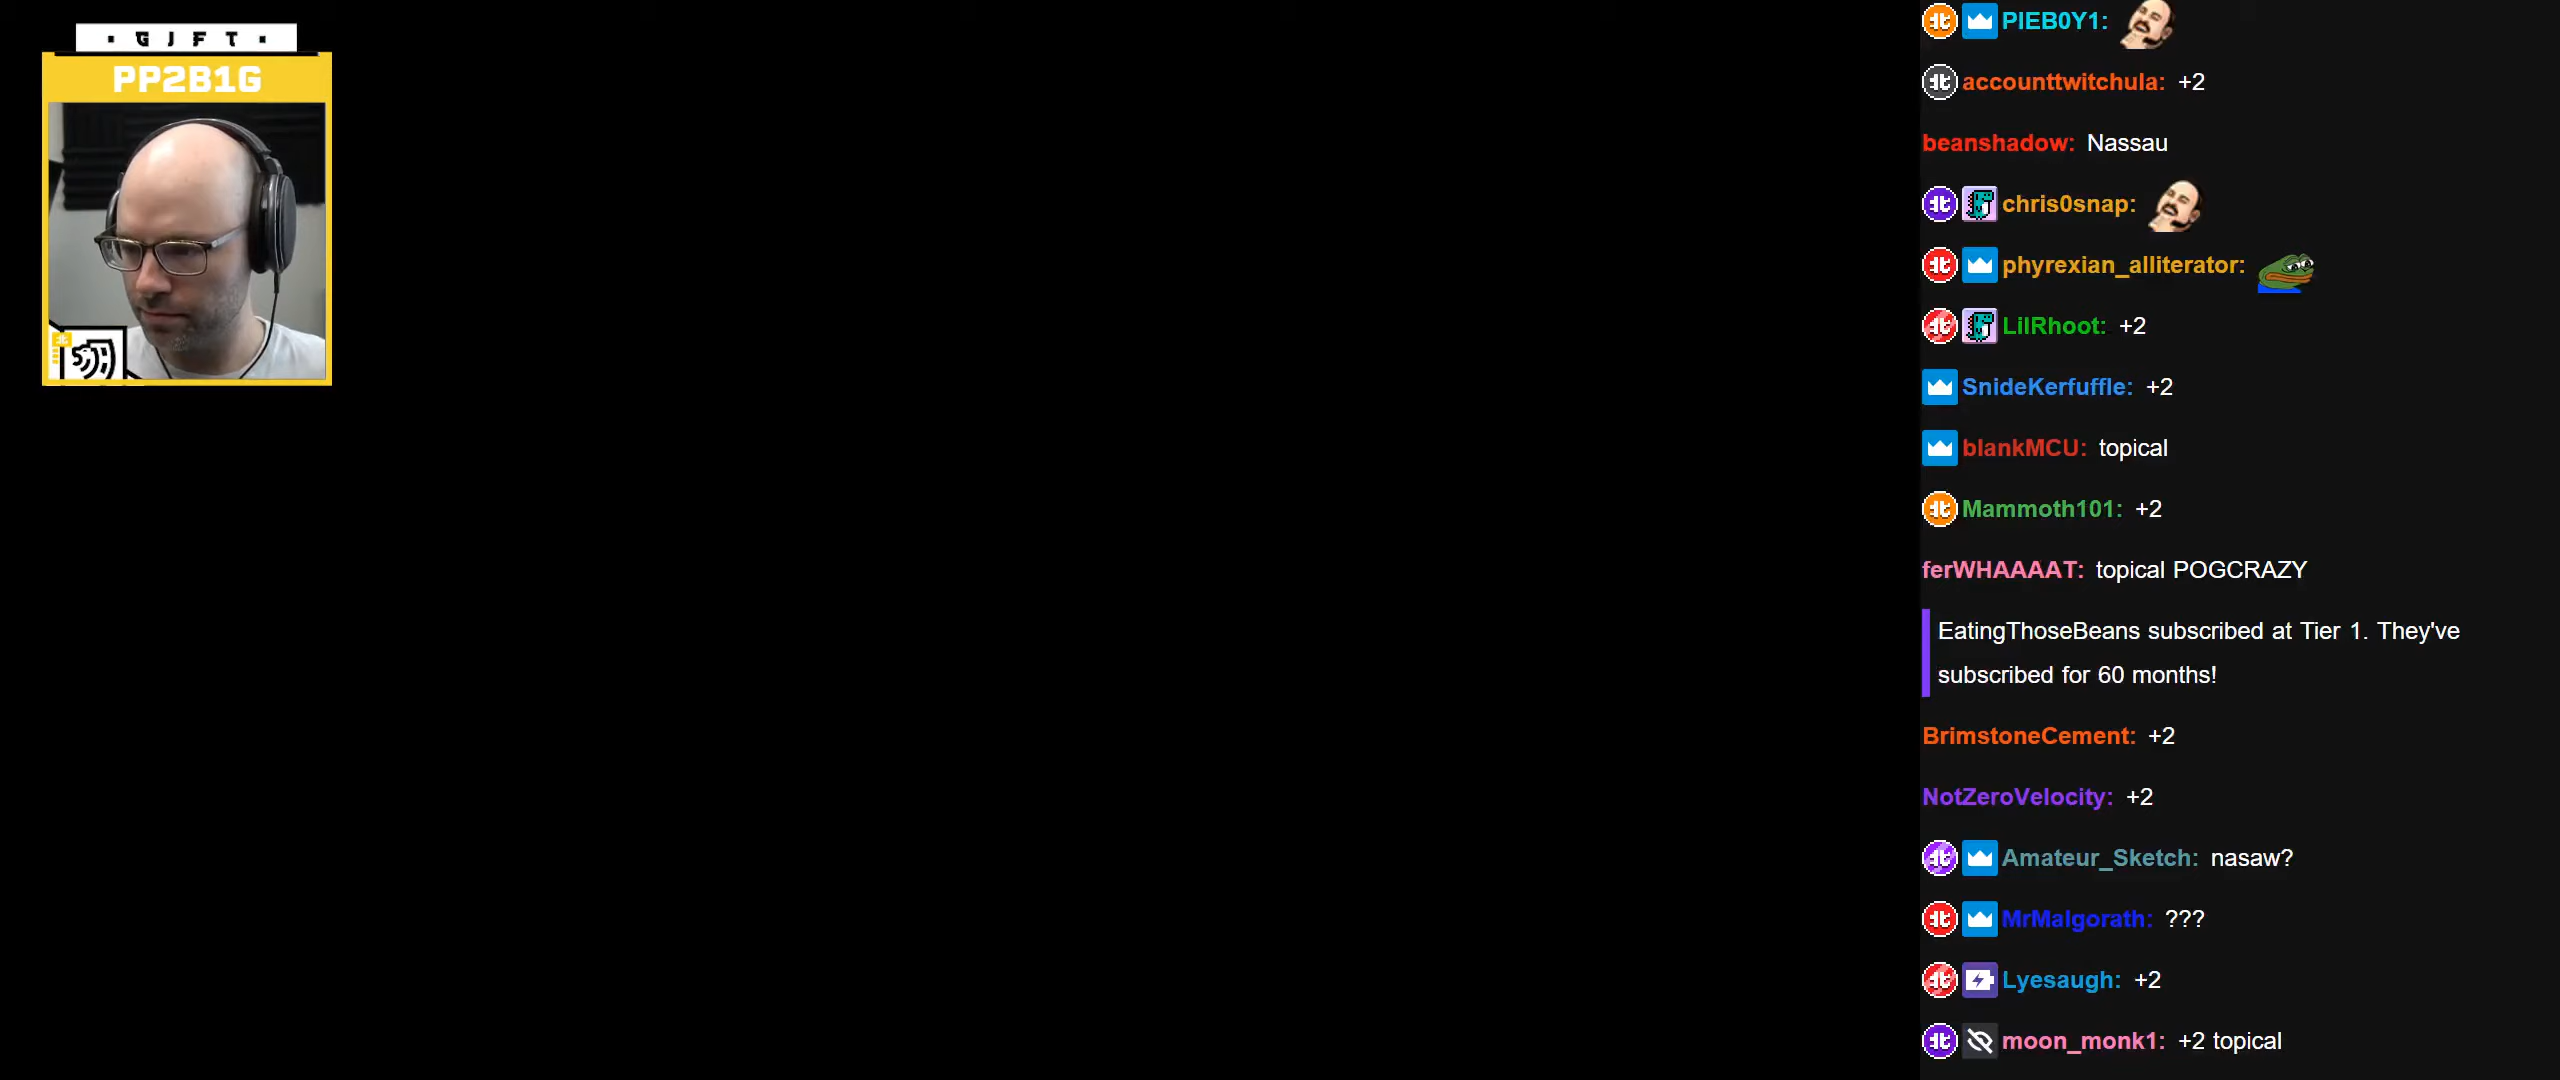 · G I F T ·
PP2B1G
PIEB0Y1:
accounttwitchula: +2
beanshadow: Nassau
chris0snap:
phyrexian_alliterator:
LilRhoot: +2
SnideKerfuffle: +2
blankMCU: topical
Mammoth101: +2
ferWHAAAAT: topical POGCRAZY
EatingThoseBeans subscribed at Tier 1. They've
subscribed for 60 months!
BrimstoneCement: +2
NotZeroVelocity: +2
Amateur_Sketch: nasaw?
MrMalgorath: ???
Lyesaugh: +2
moon_monk1: +2 topical